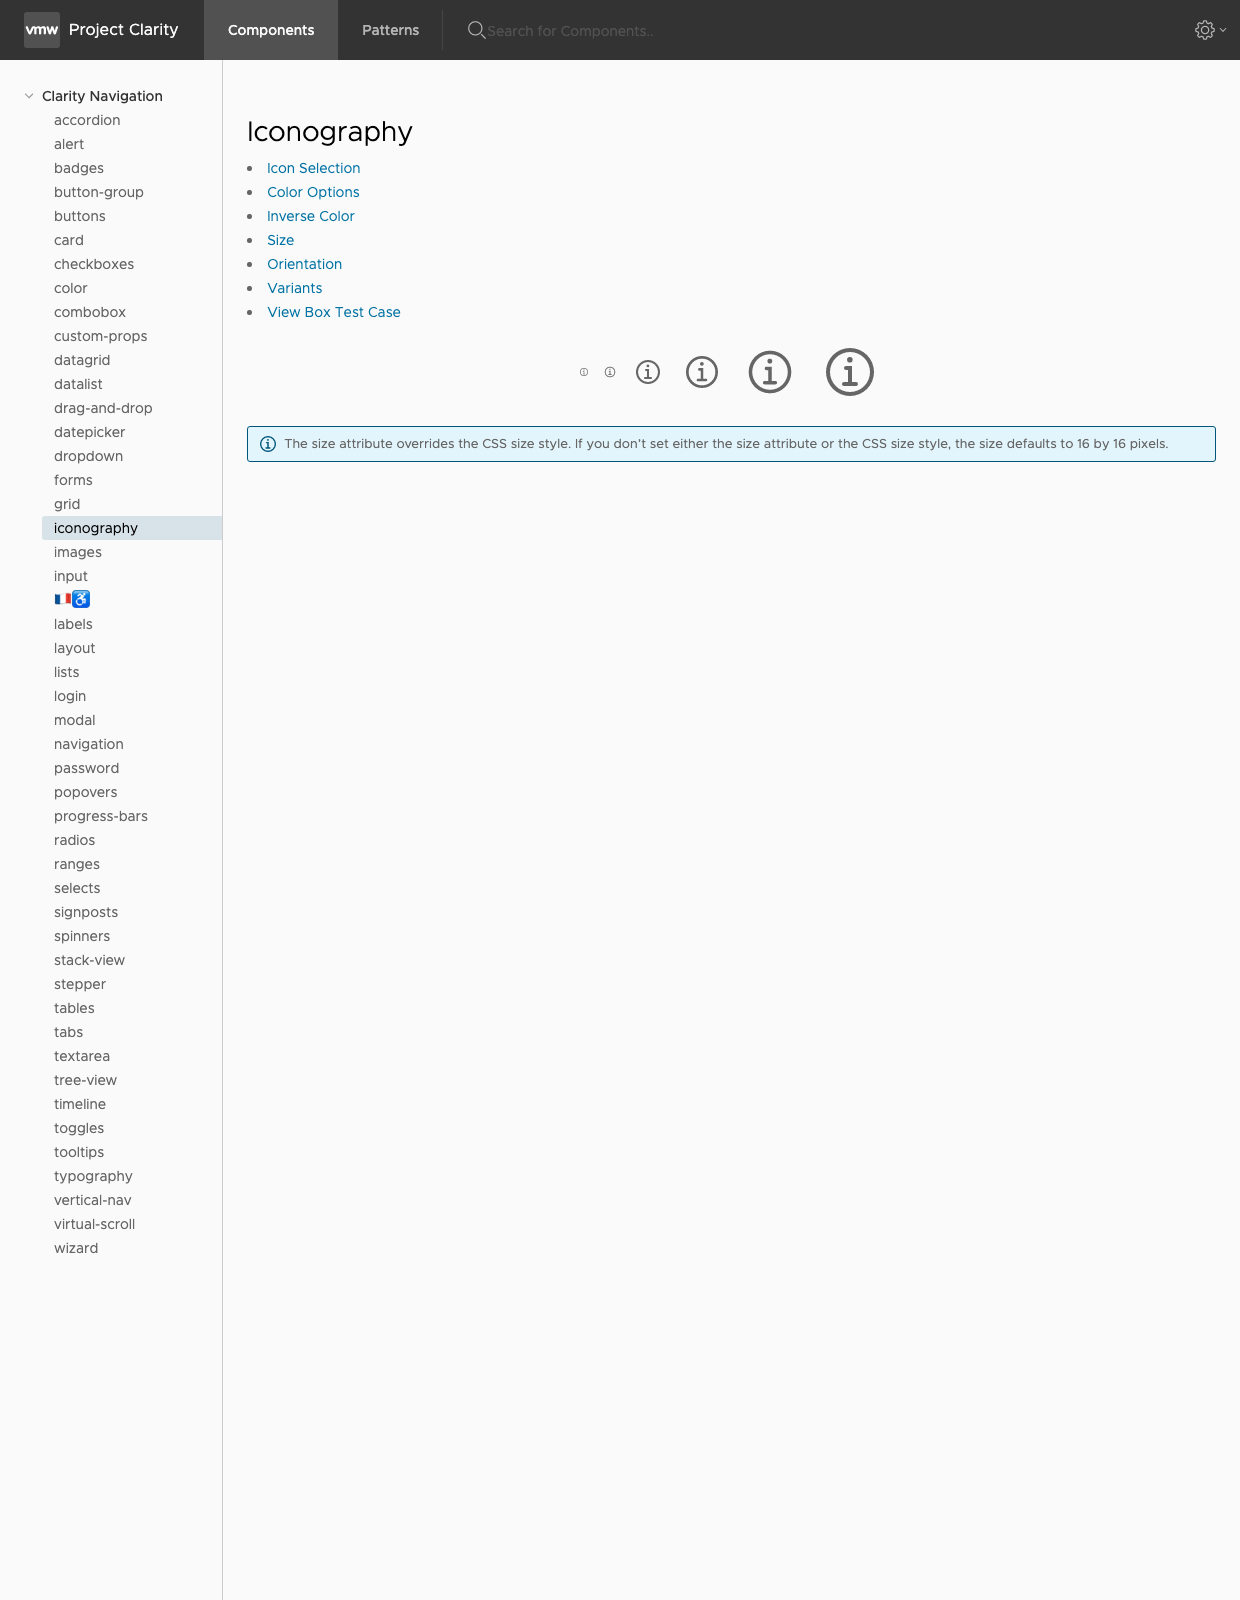 vmw Project Clarity Components Patterns Search for Components..
Clarity Navigation
accordion
alert
badges
button-group
buttons
card
checkboxes
color
combobox
custom-props
datagrid
datalist
drag-and-drop
datepicker
dropdown
forms
grid
iconography
images
input
🇫🇷♿
labels
layout
lists
login
modal
navigation
password
popovers
progress-bars
radios
ranges
selects
signposts
spinners
stack-view
stepper
tables
tabs
textarea
tree-view
timeline
toggles
tooltips
typography
vertical-nav
virtual-scroll
wizard
Iconography
• Icon Selection
• Color Options
• Inverse Color
• Size
• Orientation
• Variants
• View Box Test Case
The size attribute overrides the CSS size style. If you don't set either the size attribute or the CSS size style, the size defaults to 16 by 16 pixels.